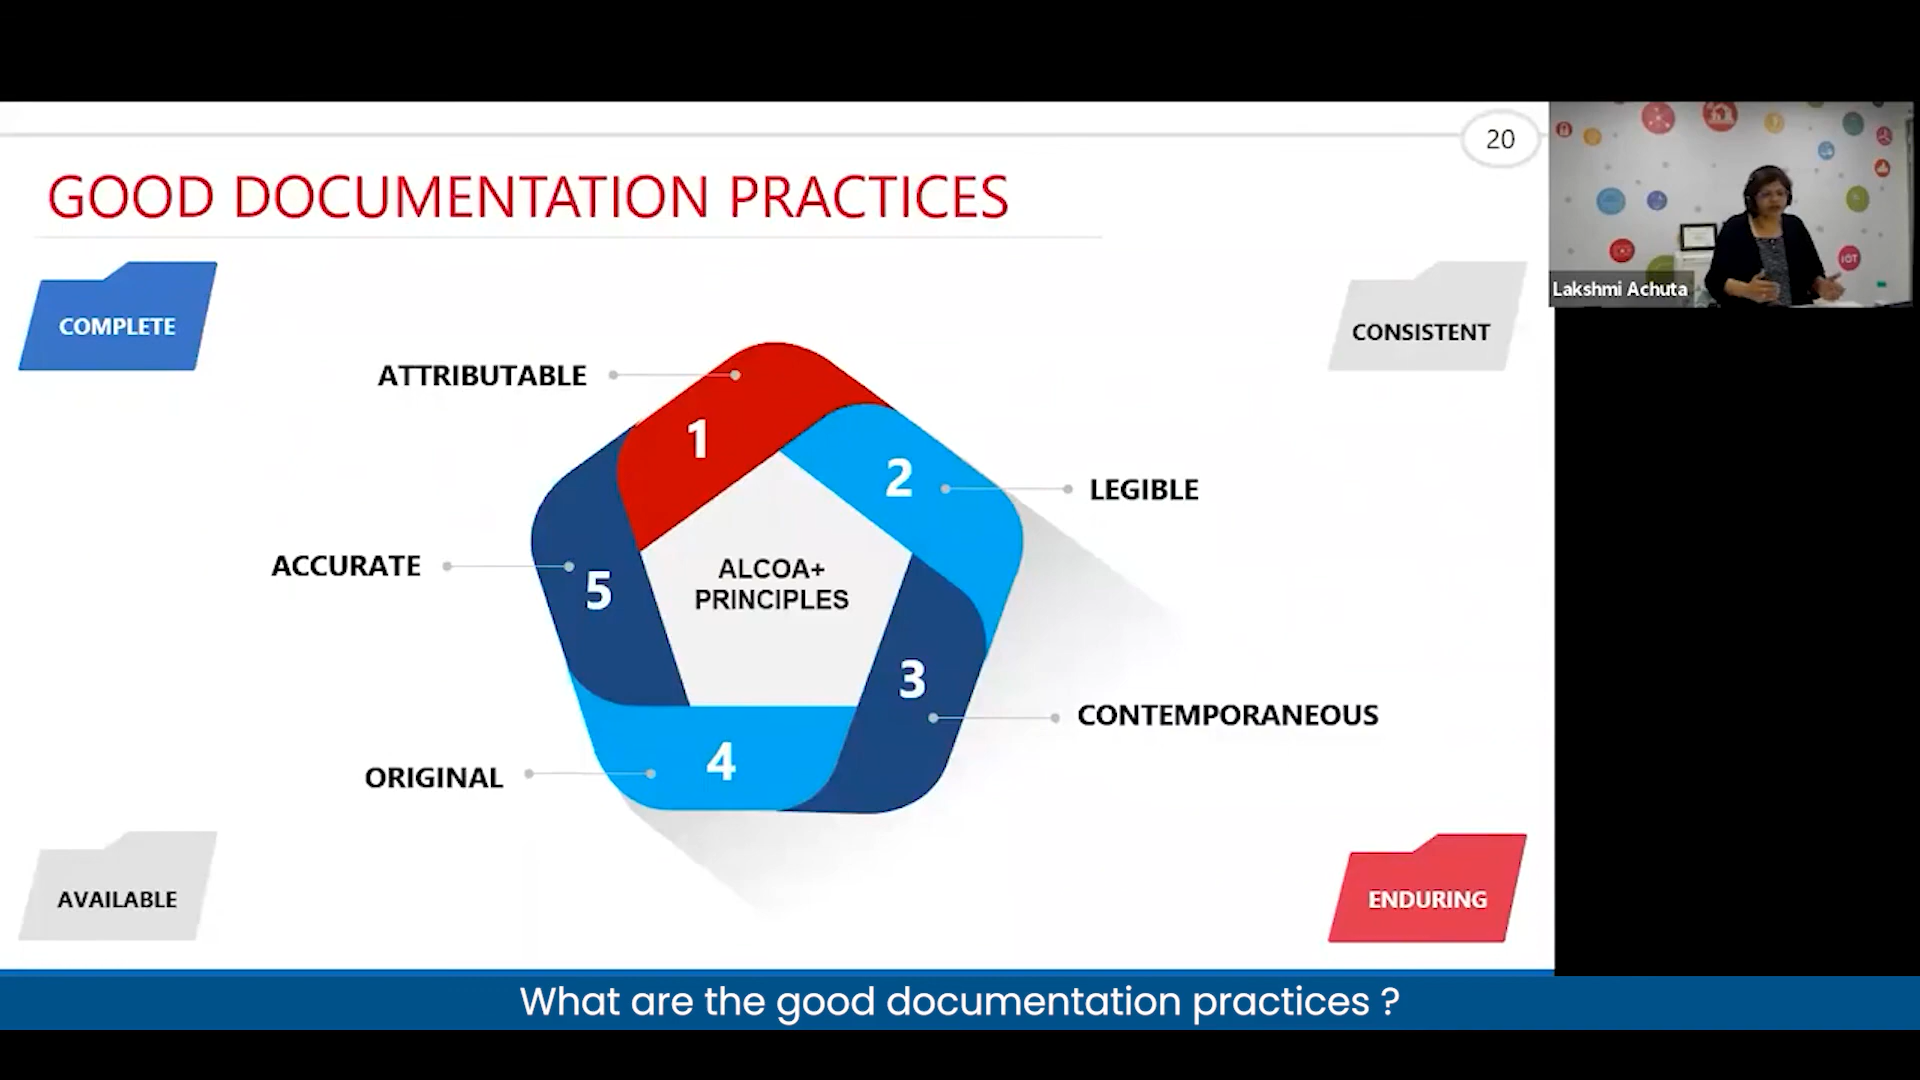 20
GOOD DOCUMENTATION PRACTICES
COMPLETE
CONSISTENT
ATTRIBUTABLE
1
2
LEGIBLE
ACCURATE
5
ALCOA+
PRINCIPLES
3
CONTEMPORANEOUS
4
ORIGINAL
AVAILABLE
ENDURING
IOT
Lakshmi Achuta
What are the good documentation practices ?